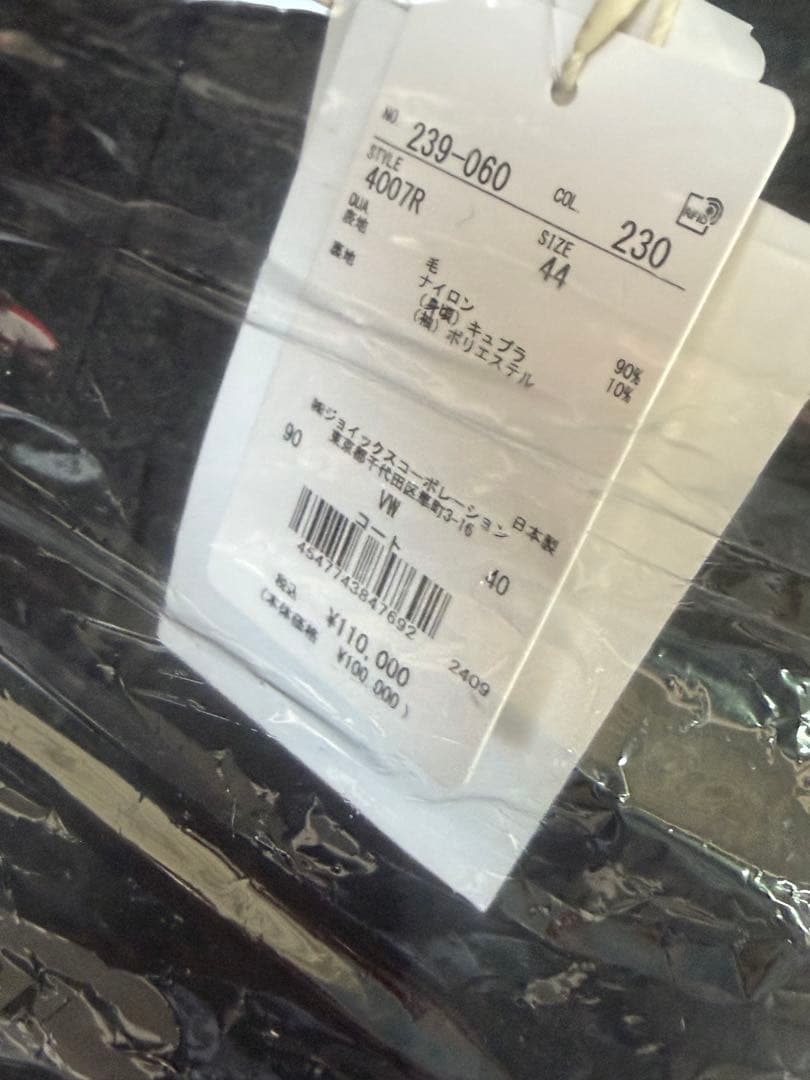 NO 239-060 COL 230
RFID
STYLE SIZE
4007R 44
QUA
表地 毛 90%
ナイロン 10%
裏地 (身頃) キュプラ
(袖) ポリエステル
㈱ジョイックスコーポレーション 日本製
東京都千代田区 3-16
90 VW 40
コート
4547743847692
税込 ¥110,000 2409
(本体価格 ¥100,000)